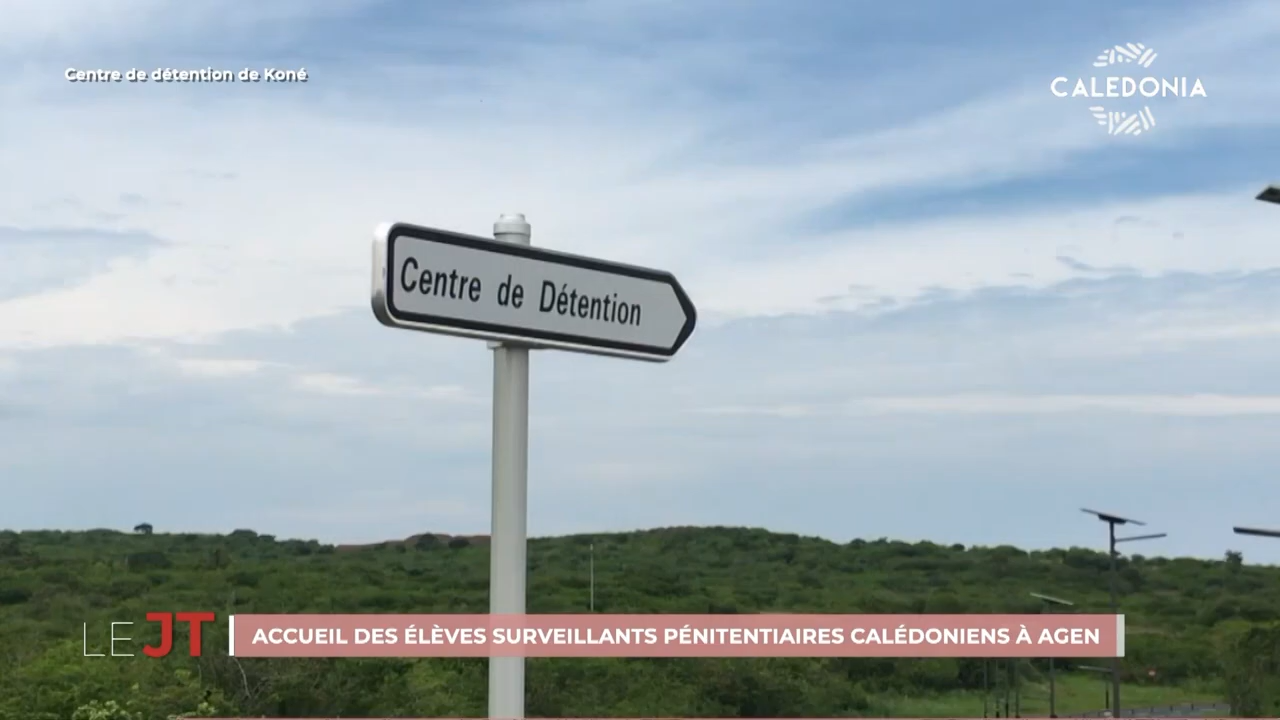 Centre de détention de Koné
CALEDONIA
Centre de Détention
LE JT
ACCUEIL DES ÉLÈVES SURVEILLANTS PÉNITENTIAIRES CALÉDONIENS À AGEN